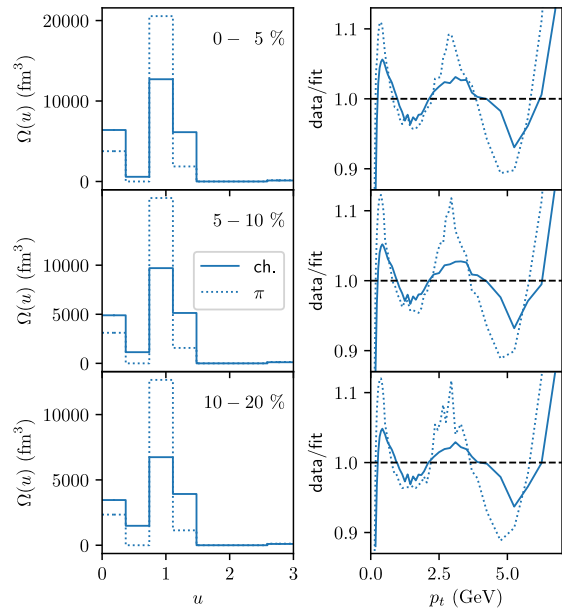 20000
10000
0
Ω(u) (fm³)
0 − 5 %
1.1
1.0
0.9
data/fit
10000
5000
0
Ω(u) (fm³)
5 − 10 %
ch.
π
1.1
1.0
0.9
data/fit
10000
5000
0
Ω(u) (fm³)
10 − 20 %
0 1 2 3
u
1.1
1.0
0.9
data/fit
0.0 2.5 5.0
pₜ (GeV)